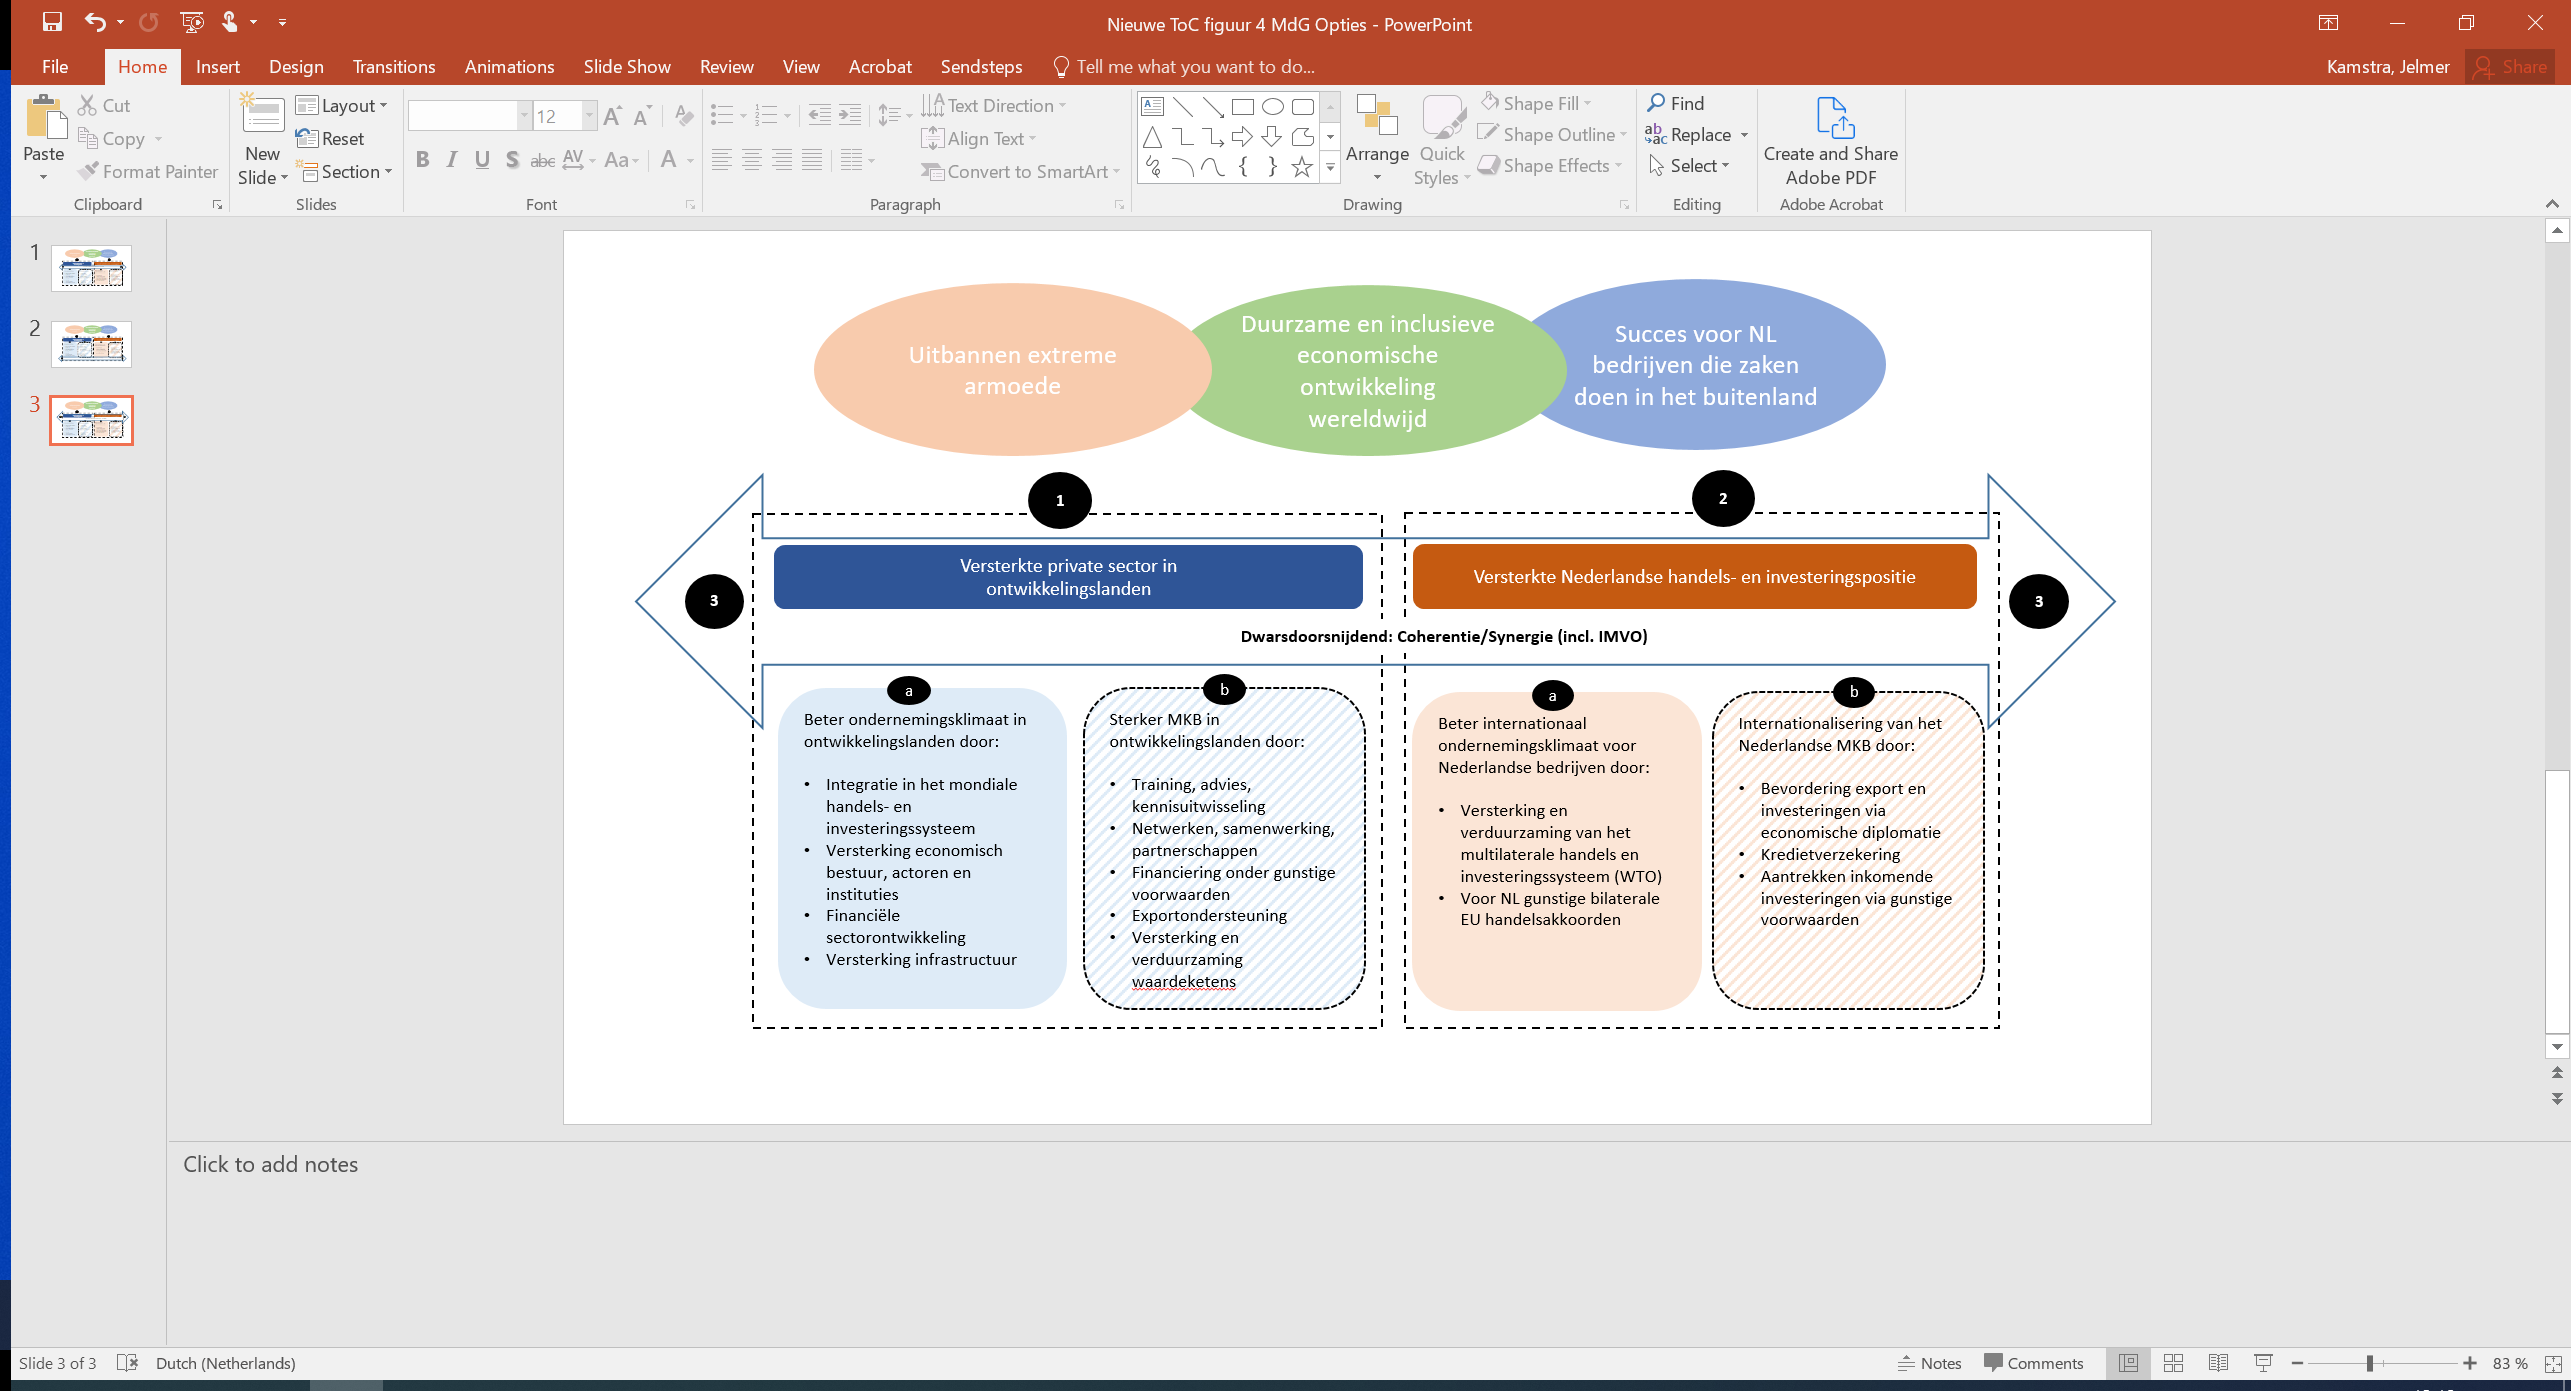 Nieuwe ToC figuur 4 MdG Opties - PowerPoint
File Home Insert Design Transitions Animations Slide Show Review View Acrobat Sendsteps Tell me what you want to do... Kamstra, Jelmer Share
Paste
Cut
Copy
Format Painter
Clipboard
New
Slide
Layout
Reset
Section
Slides
12
B I U S abc AV Aa A
Font
Text Direction
Align Text
Convert to SmartArt
Paragraph
Arrange
Quick
Styles
Shape Fill
Shape Outline
Shape Effects
Drawing
Find
Replace
Select
Editing
Create and Share
Adobe PDF
Adobe Acrobat
1
2
3
Uitbannen extreme
armoede
Duurzame en inclusieve
economische
ontwikkeling
wereldwijd
Succes voor NL
bedrijven die zaken
doen in het buitenland
1
2
3
Versterkte private sector in
ontwikkelingslanden
Versterkte Nederlandse handels- en investeringspositie
3
Dwarsdoorsnijdend: Coherentie/Synergie (incl. IMVO)
a
Beter ondernemingsklimaat in
ontwikkelingslanden door:
• Integratie in het mondiale
handels- en
investeringssysteem
• Versterking economisch
bestuur, actoren en
instituties
• Financiële
sectorontwikkeling
• Versterking infrastructuur
b
Sterker MKB in
ontwikkelingslanden door:
• Training, advies,
kennisuitwisseling
• Netwerken, samenwerking,
partnerschappen
• Financiering onder gunstige
voorwaarden
• Exportondersteuning
• Versterking en
verduurzaming
waardeketens
a
Beter internationaal
ondernemingsklimaat voor
Nederlandse bedrijven door:
• Versterking en
verduurzaming van het
multilaterale handels en
investeringssysteem (WTO)
• Voor NL gunstige bilaterale
EU handelsakkoorden
b
Internationalisering van het
Nederlandse MKB door:
• Bevordering export en
investeringen via
economische diplomatie
• Kredietverzekering
• Aantrekken inkomende
investeringen via gunstige
voorwaarden
Click to add notes
Slide 3 of 3 Dutch (Netherlands) Notes Comments 83 %